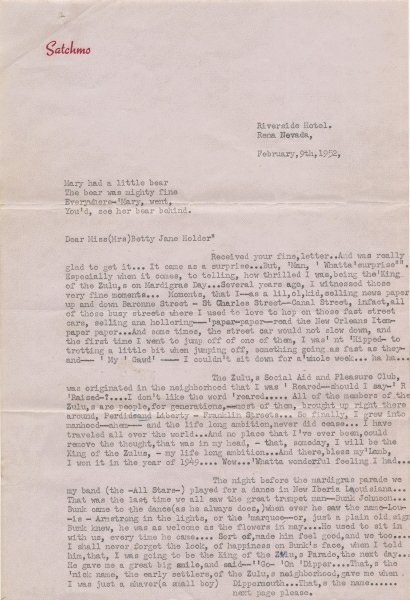 Satchmo
Riverside Hotel.
Rena Nevada,
February,9th,1952,
Mary had a little bear
The bear was mighty fine
Everywhere-'Mary, went,
You'd, see her bear behind.
Dear Miss(Mrs)Betty Jane Holder"
Received your fine,letter..And was really
glad to get it... It came as a surprise...But, 'Man, ' Whatta'surprise"".
Especially when it comes, to telling, how thrilled I was,being the'King
of the Zulu,s on Mardigras Day...Several years ago, I witnessed those
very fine moments... Moments, that I--as a lil,ol,kid,selling news paper
up and down Baronne Street - St Charles Street--Canal Street, infact,all
of those busy streets where I used to love to hop on those fast street
cars, selling and hollering---'paper-paper--read the New Orleans Item-
paper paper...And some times, the street car would not slow down, and
the first time I went to jump off of one of them, I was' nt 'Hipped- to
trotting a little bit when jumping off, something going as fast as they-
and--- ' My ' Lawd' ---- I couldn't sit down for a'whole week... ha ha...
The Zulu,s Social Aid and Pleasure Club,
was originated in the neighborhod that I was ' Reared--should I say-' R
'Raised-?....I don't like the word 'reared..... All of the members of the
Zulu,s are people,for generations,--most of them, brought up right there
around, Perdido and Liberty - Franklin Streets... So finally, I grew into
manhood--ahem--- and the life long ambition,never did cease... I have
traveled all over the world...And no place that I've ever been,could
remove the thought,that was in my head, - that, someday, I will be the
King of the Zulus, - my life long ambition...And there,bless my'Lamb,
I won it in the year of 1949.... Wow...'Whatta wonderful feeling I had...
The night before the mardigras parade we
my band (the -All Stars-) played for a dance in New Iberia Laouisiana...
That was the last time we all saw the great trumpet man--Bunk Johnson...
Bunk came to the dance(as he always does,)when ever he saw the name-Lou-
is - Armstrong in the lights, or the 'marquee--or, just a plain old sign
Bunk knew, he was as welcome as the flowers in may....He used to sit in
with us, every time he came.... Sort of,made him feel good,and we too....
I shall never forget the look, of happiness on Bunk's face, when I told
him,that, I was going to be the King of the Zulu,s Parade,the next day...
He gave me a great big smile,and said--"Go- 'Oh 'Dipper....That,s the
'nick name, the early settlers,of the Zulu,s neighborhood,gave me when
I was just a'shaver(a small boy) Dippermouth...That,s the name......
next page please.